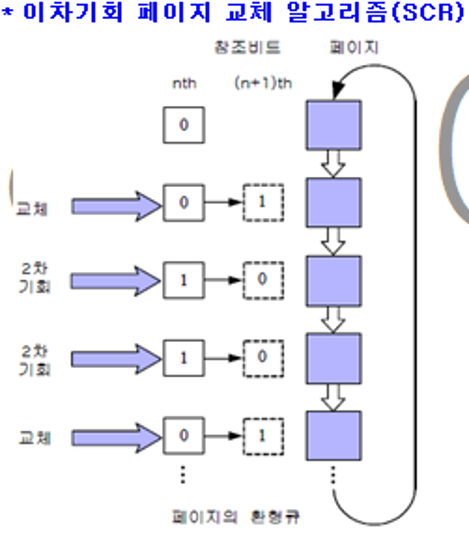 * 이차기회 페이지 교체 알고리즘(SCR)
참조비트 페이지
nth (n+1)th
0
교체 0 1
2차
기회 1 0
2차
기회 1 0
교체 0 1
페이지의 환형큐